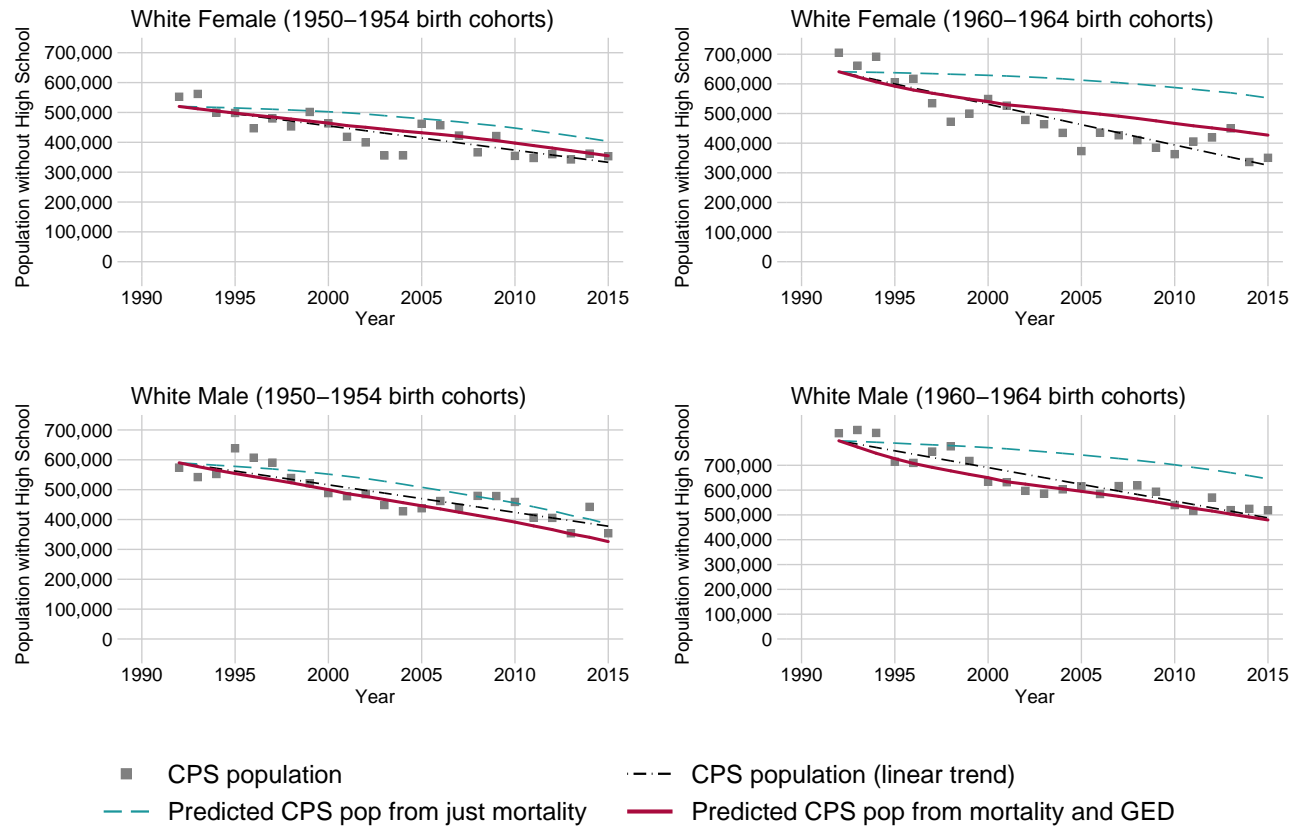 White Female (1950–1954 birth cohorts)
Population without High School
700,000
600,000
500,000
400,000
300,000
200,000
100,000
0
1990 1995 2000 2005 2010 2015
Year
White Female (1960–1964 birth cohorts)
Population without High School
700,000
600,000
500,000
400,000
300,000
200,000
100,000
0
1990 1995 2000 2005 2010 2015
Year
White Male (1950–1954 birth cohorts)
Population without High School
700,000
600,000
500,000
400,000
300,000
200,000
100,000
0
1990 1995 2000 2005 2010 2015
Year
White Male (1960–1964 birth cohorts)
Population without High School
700,000
600,000
500,000
400,000
300,000
200,000
100,000
0
1990 1995 2000 2005 2010 2015
Year
CPS population
CPS population (linear trend)
Predicted CPS pop from just mortality
Predicted CPS pop from mortality and GED